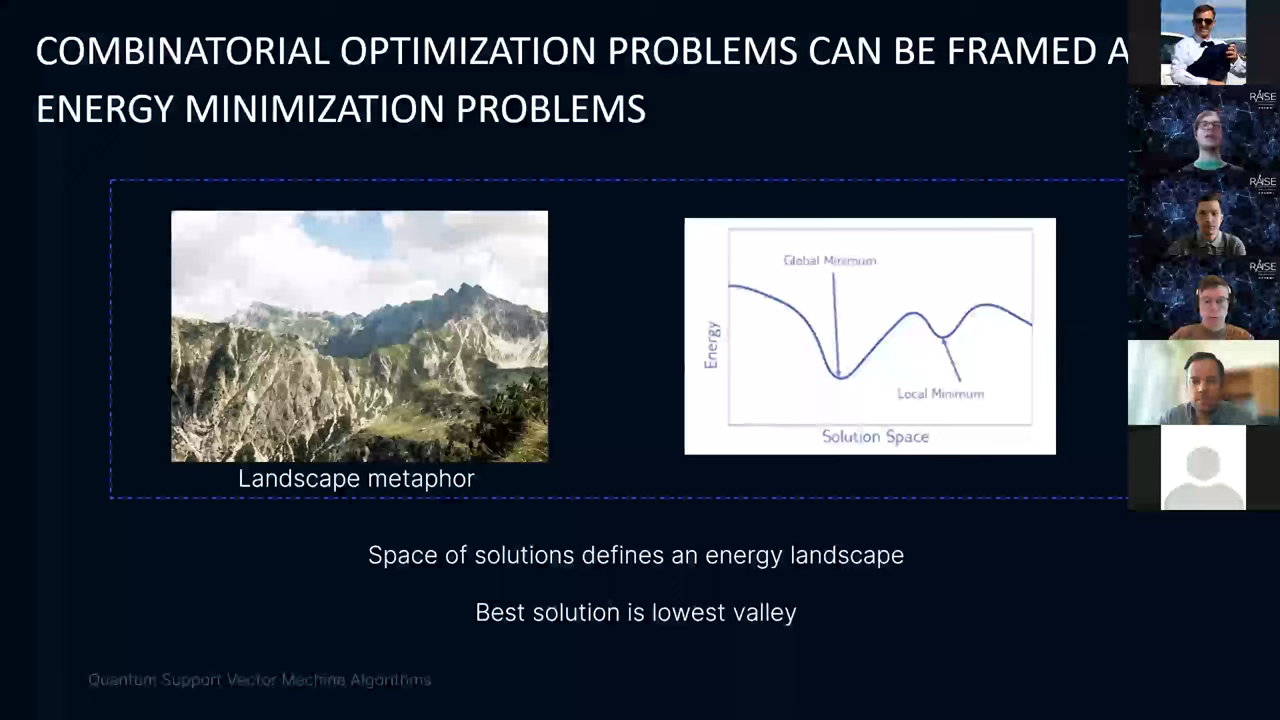 COMBINATORIAL OPTIMIZATION PROBLEMS CAN BE FRAMED A
ENERGY MINIMIZATION PROBLEMS
Global Minimum
Energy
Local Minimum
Solution Space
Landscape metaphor
Space of solutions defines an energy landscape
Best solution is lowest valley
Quantum Support Vector Machine Algorithms
RAISE
RAISE
RAISE